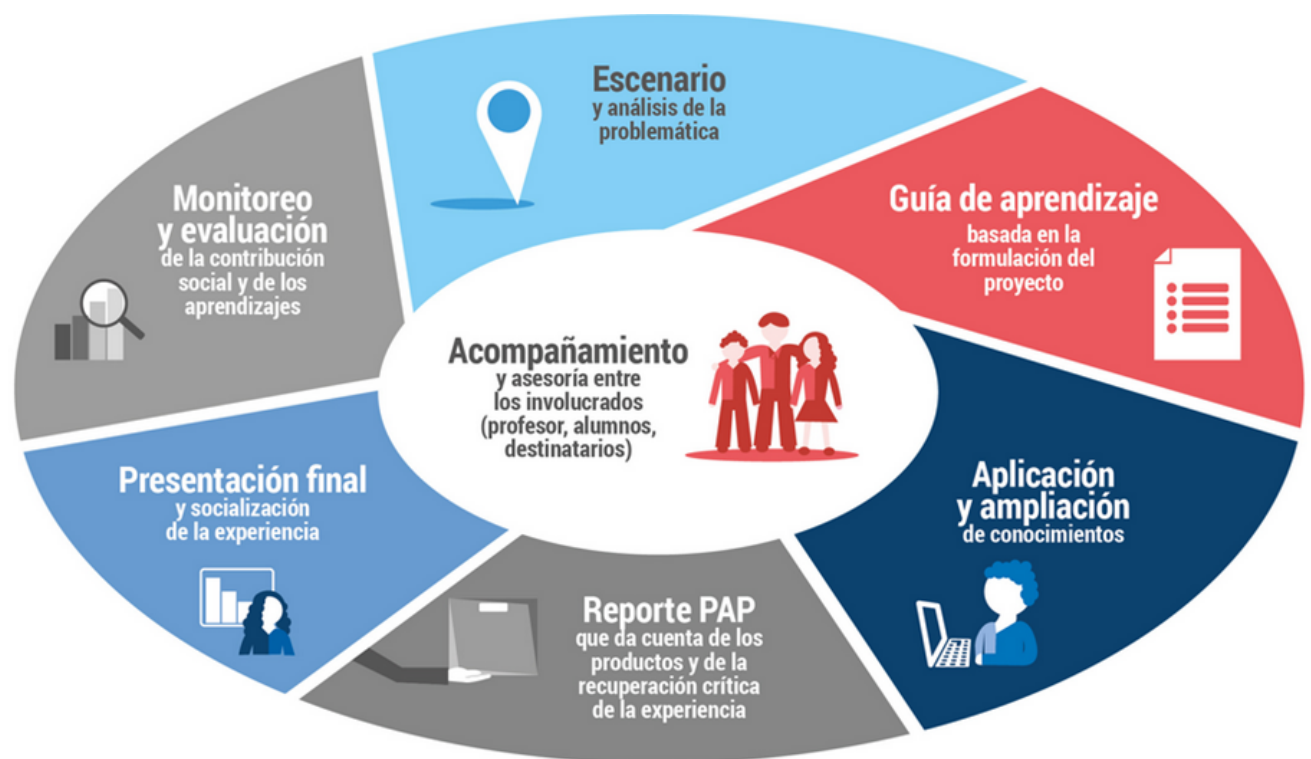 Escenario
y análisis de la
problemática
Guía de aprendizaje
basada en la
formulación del
proyecto
Aplicación
y ampliación
de conocimientos
Reporte PAP
que da cuenta de los
productos y de la
recuperación crítica
de la experiencia
Presentación final
y socialización
de la experiencia
Monitoreo
y evaluación
de la contribución
social y de los
aprendizajes
Acompañamiento
y asesoría entre
los involucrados
(profesor, alumnos,
destinatarios)